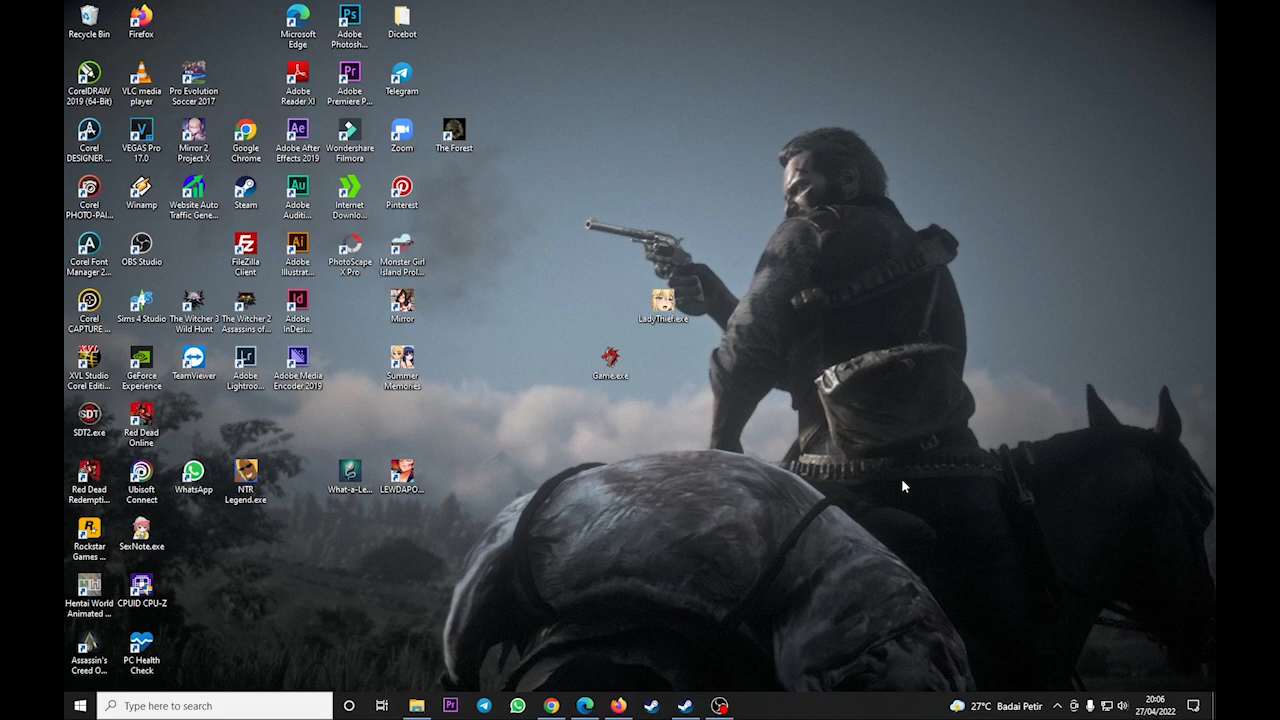 Recycle Bin
Firefox
Microsoft
Edge
Adobe
Photosh...
Dicebot
CorelDRAW
2019 (64-Bit)
VLC media
player
Pro Evolution
Soccer 2017
Adobe
Reader XI
Adobe
Premiere P...
Telegram
Corel
DESIGNER ...
VEGAS Pro
17.0
Mirror 2
Project X
Google
Chrome
Adobe After
Effects 2019
Wondershare
Filmora
Zoom
The Forest
Corel
PHOTO-PAI...
Winamp
Website Auto
Traffic Gene...
Steam
Adobe
Auditi...
Internet
Downlo...
Pinterest
Corel Font
Manager 2...
OBS Studio
FileZilla
Client
Adobe
Illustrat...
PhotoScape
X Pro
Monster Girl
Island Prol...
Corel
CAPTURE ...
Sims 4 Studio
The Witcher 3
Wild Hunt
The Witcher 2
Assassins of...
Adobe
InDesi...
Mirror
LadyThief.exe
XVL Studio
Corel Editi...
GeForce
Experience
TeamViewer
Adobe
Lightroo...
Adobe Media
Encoder 2019
Summer
Memories
Game.exe
SDT2.exe
Red Dead
Online
Red Dead
Redempti...
Ubisoft
Connect
WhatsApp
NTR
Legend.exe
What-a-Le...
LEWDAPO...
Rockstar
Games ...
SexNote.exe
Hentai World
Animated ...
CPUID CPU-Z
Assassin's
Creed O...
PC Health
Check
Type here to search
27°C Badai Petir
20:06
27/04/2022